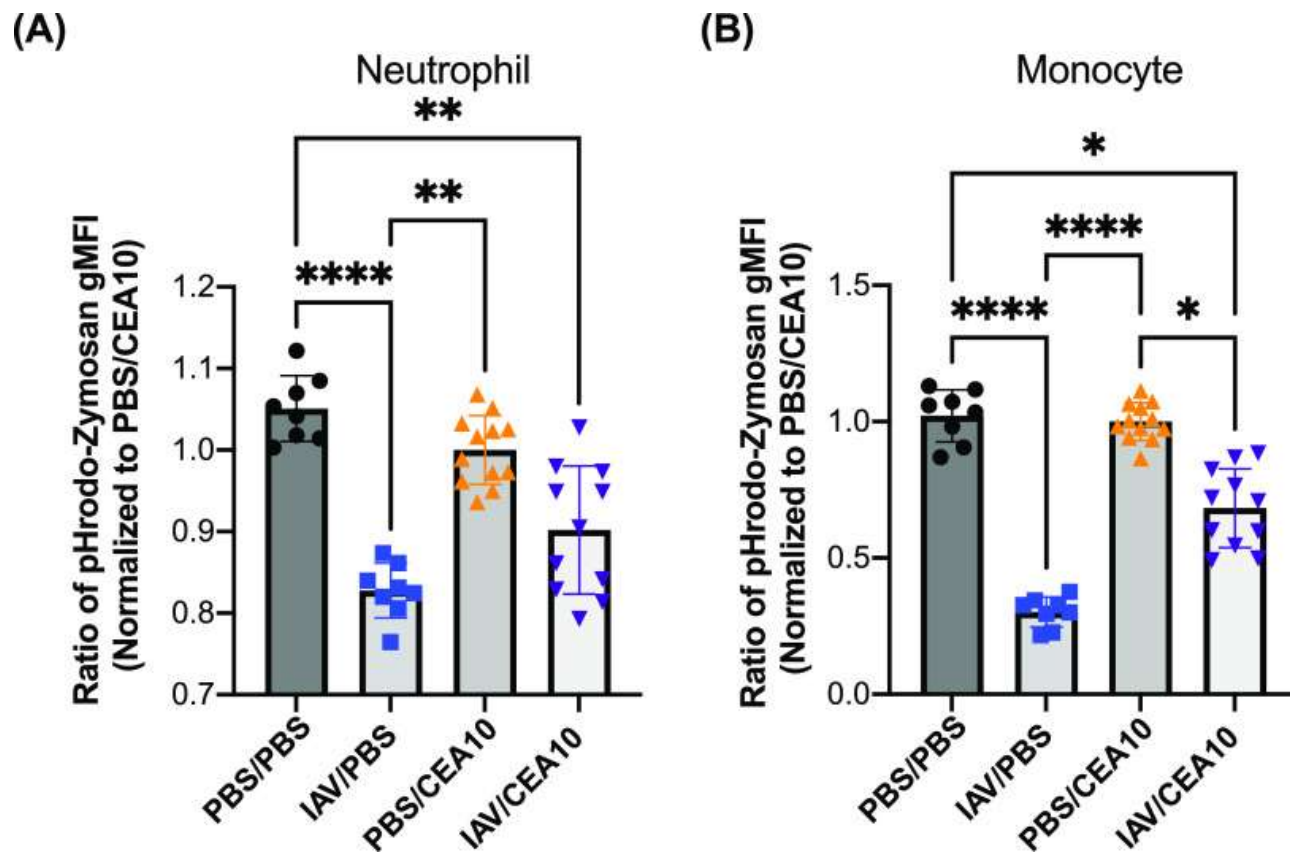 (A)
Neutrophil
**
**
****
Ratio of pHrodo-Zymosan gMFI
(Normalized to PBS/CEA10)
1.2
1.1
1.0
0.9
0.8
0.7
PBS/PBS
IAV/PBS
PBS/CEA10
IAV/CEA10
(B)
Monocyte
*
****
****
*
Ratio of pHrodo-Zymosan gMFI
(Normalized to PBS/CEA10)
1.5
1.0
0.5
0.0
PBS/PBS
IAV/PBS
PBS/CEA10
IAV/CEA10